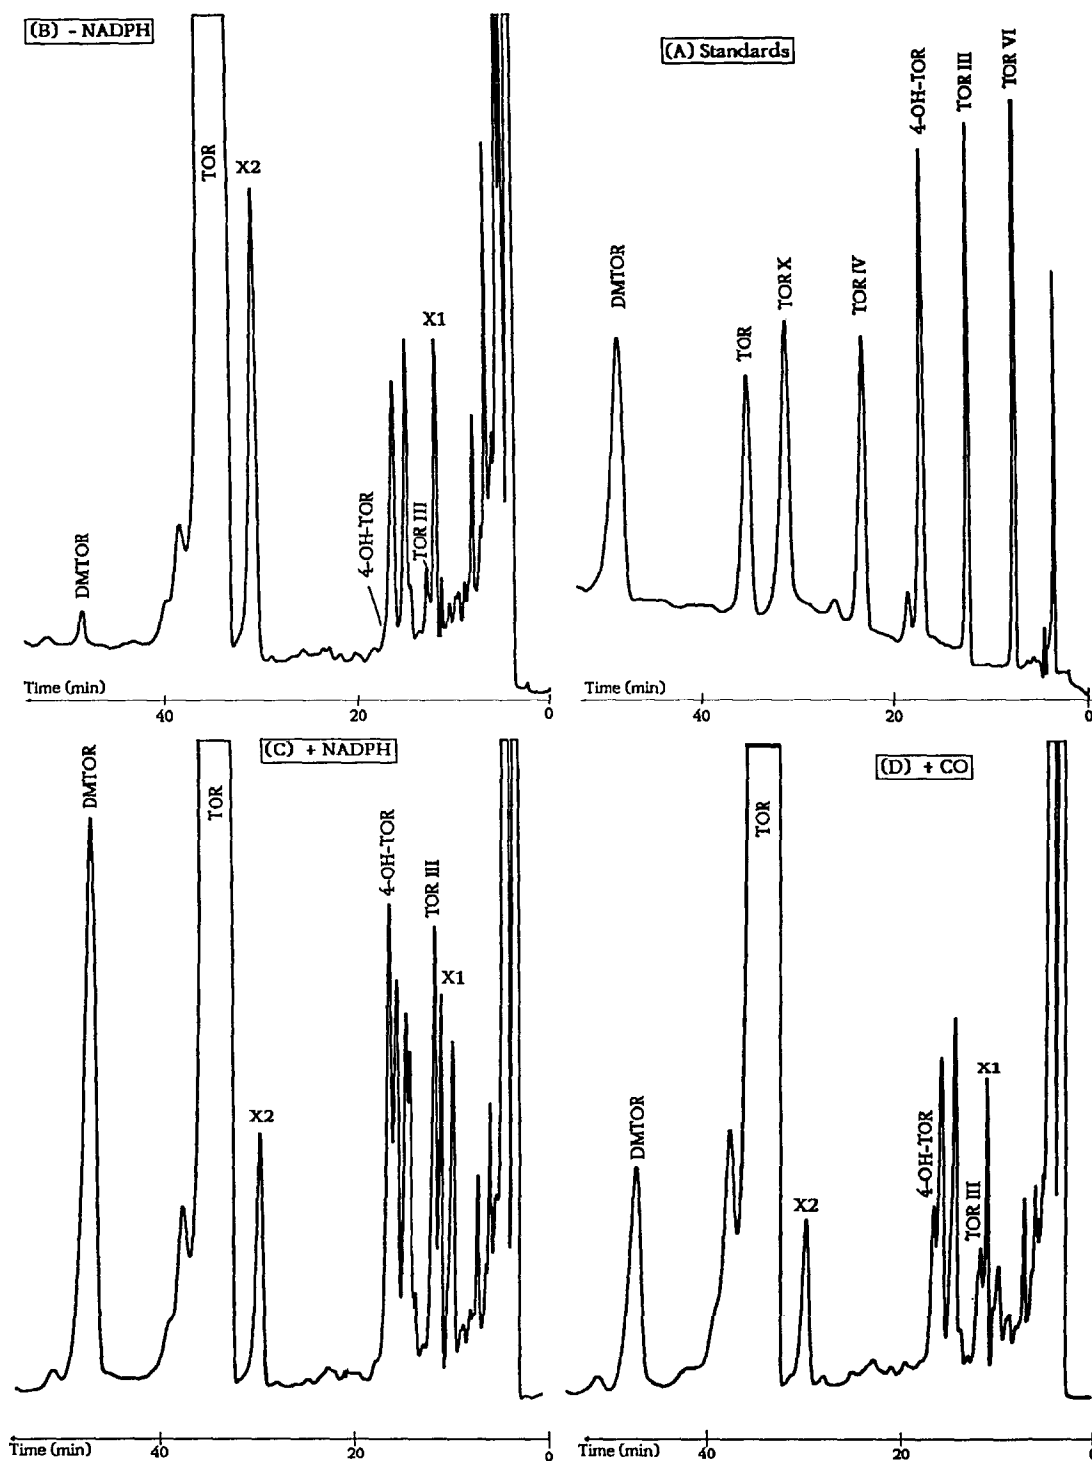 (B) - NADPH
DMTOR
TOR
X2
4-OH-TOR
TOR III
X1
Time (min)
40
20
0
(A) Standards
DMTOR
TOR
TOR X
TOR IV
4-OH-TOR
TOR III
TOR VI
Time (min)
40
20
0
(C) + NADPH
DMTOR
TOR
X2
4-OH-TOR
TOR III
X1
Time (min)
40
20
0
(D) + CO
DMTOR
TOR
X2
4-OH-TOR
TOR III
X1
Time (min)
40
20
0